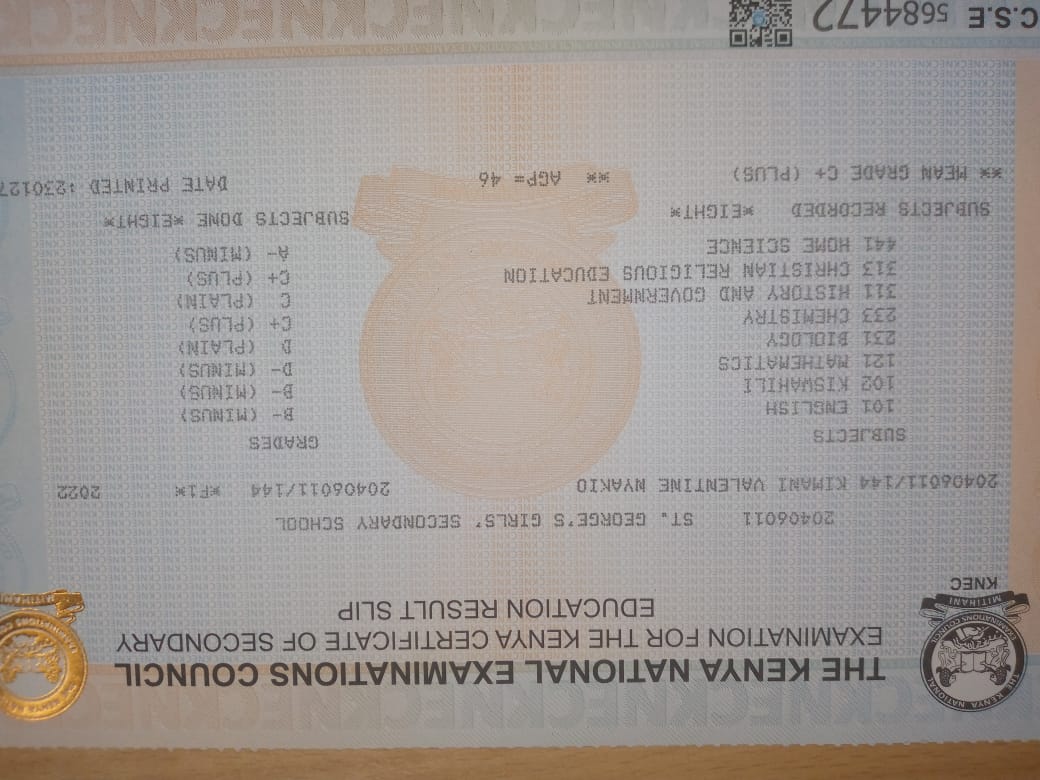 THE KENYA NATIONAL EXAMINATIONS COUNCIL
EXAMINATION FOR THE KENYA CERTIFICATE OF SECONDARY
EDUCATION RESULT SLIP
KNEC
MITIHANI
20406011 ST. GEORGE'S GIRLS' SECONDARY SCHOOL
20406011/144 KIMANI VALENTINE NYAKIO 20406011/144 *F1* 2022
SUBJECTS GRADES
101 ENGLISH B- (MINUS)
102 KISWAHILI B- (MINUS)
121 MATHEMATICS D- (MINUS)
231 BIOLOGY D (PLAIN)
233 CHEMISTRY C+ (PLUS)
311 HISTORY AND GOVERNMENT C (PLAIN)
313 CHRISTIAN RELIGIOUS EDUCATION C+ (PLUS)
441 HOME SCIENCE A- (MINUS)
SUBJECTS RECORDED *EIGHT* SUBJECTS DONE *EIGHT*
** MEAN GRADE C+ (PLUS) ** AGP= 46 DATE PRINTED :230127
C.S.E 5684472